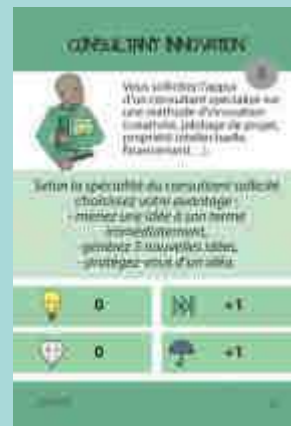 CONSULTANT INNOVATION
Vous sollicitez l'appui
d'un consultant spécialisé sur
une méthode d'innovation
(créativité, pilotage de projet,
propriété intellectuelle,
financement...).
Selon la spécialité du consultant sollicité
choisissez votre avantage :
- menez une idée à son terme
immédiatement,
- générez 3 nouvelles idées,
- protégez-vous d'un aléa.
0
+1
0
+1